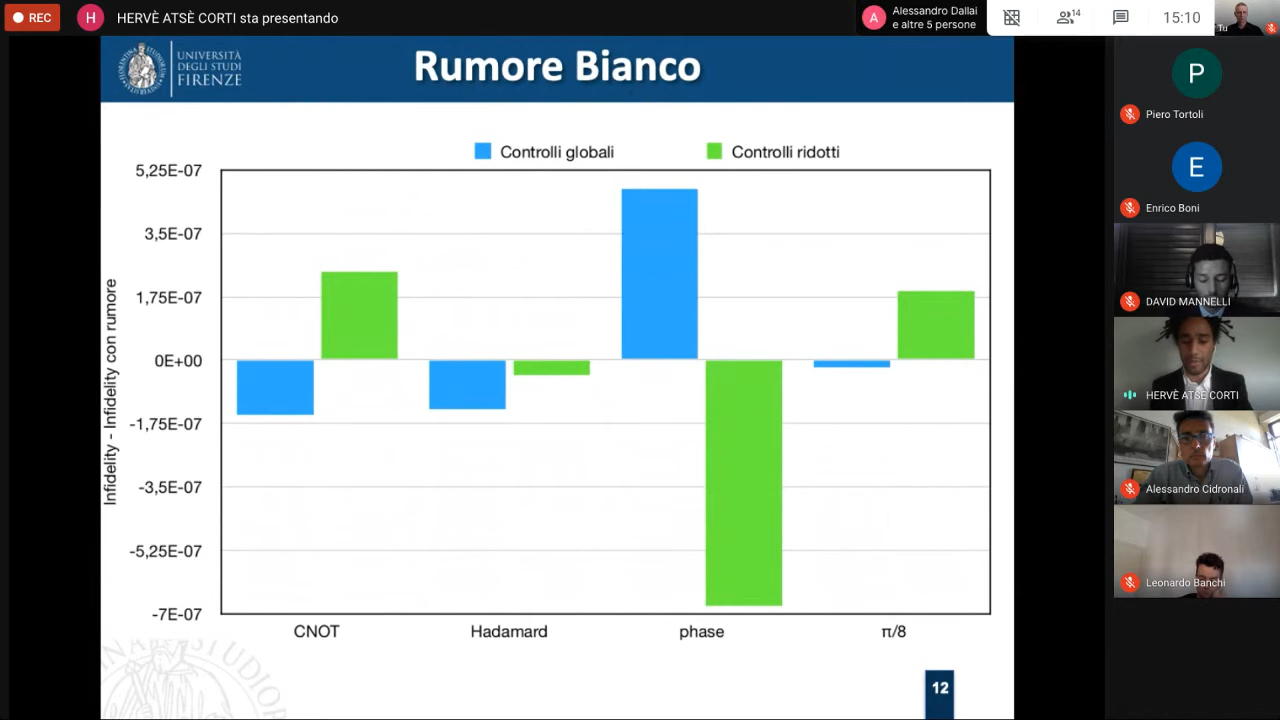 REC
H
HERVÈ ATSÈ CORTI sta presentando
A
Alessandro Dallai
e altre 5 persone
14
15:10
Tu
UNIVERSITÀ
DEGLI STUDI
FIRENZE
Rumore Bianco
Controlli globali
Controlli ridotti
Infidelity - Infidelity con rumore
5,25E-07
3,5E-07
1,75E-07
0E+00
-1,75E-07
-3,5E-07
-5,25E-07
-7E-07
CNOT
Hadamard
phase
π/8
12
P
Piero Tortoli
E
Enrico Boni
DAVID MANNELLI
HERVÈ ATSÈ CORTI
Alessandro Cidronali
Leonardo Banchi